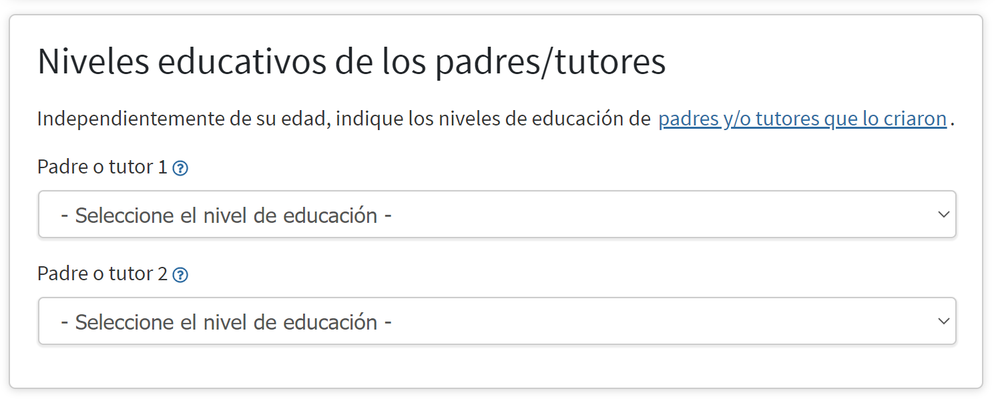 Niveles educativos de los padres/tutores
Independientemente de su edad, indique los niveles de educación de padres y/o tutores que lo criaron .
Padre o tutor 1 ?
- Seleccione el nivel de educación -
Padre o tutor 2 ?
- Seleccione el nivel de educación -